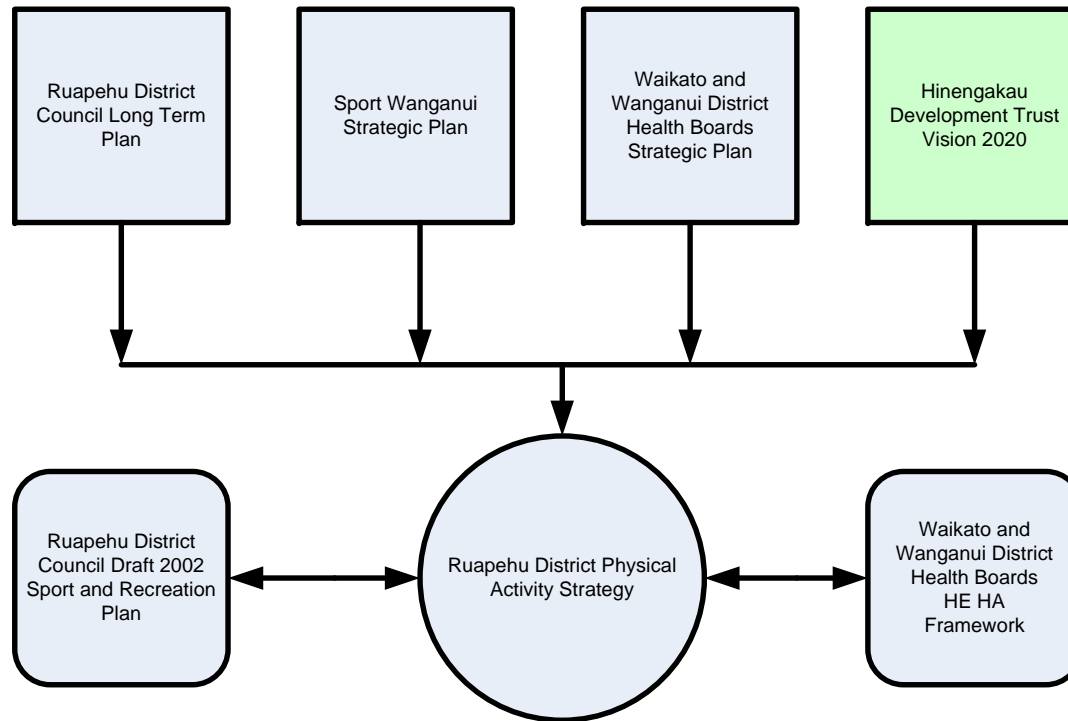 Ruapehu District
Council Long Term
Plan
Sport Wanganui
Strategic Plan
Waikato and
Wanganui District
Health Boards
Strategic Plan
Hinengakau
Development Trust
Vision 2020
Ruapehu District
Council Draft 2002
Sport and Recreation
Plan
Ruapehu District Physical
Activity Strategy
Waikato and
Wanganui District
Health Boards
HE HA
Framework